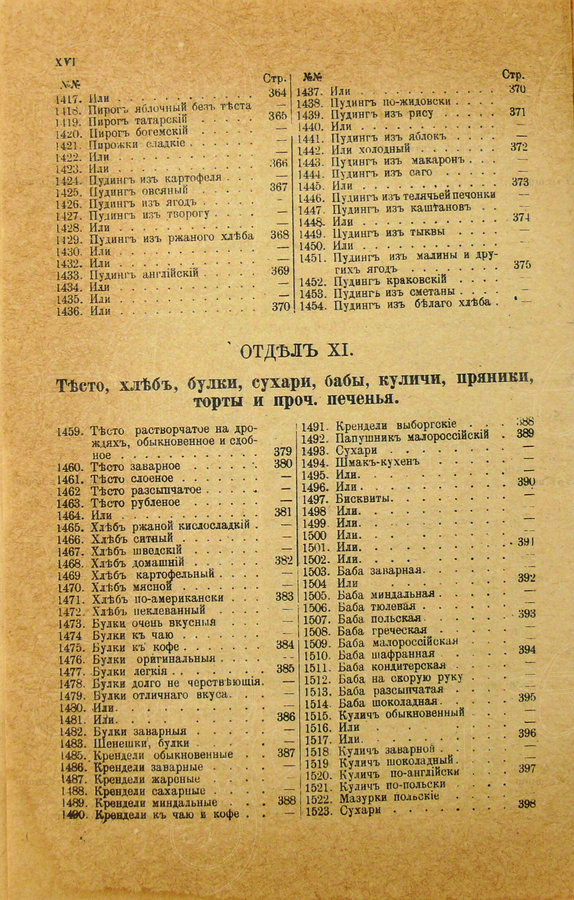 XVI
№№ Стр.
1417. Или . . . 364
1418. Пирогъ яблочный безъ тѣста —
1419. Пирогъ татарскій . . . 365
1420. Пирогъ богемскій . . . —
1421. Пирожки сладкіе . . . —
1422. Или . . . —
1423. Или . . . 366
1424. Пудингъ изъ картофеля . . —
1425. Пудингъ овсяный . . . 367
1426. Пудингъ изъ ягодъ . . . —
1427. Пудингъ изъ творогу . . . —
1428. Или . . . —
1429. Пудингъ изъ ржаного хлѣба 368
1430. Или . . . —
1432. Или . . . —
1433. Пудингъ англійскій . . . 369
1434. Или . . . —
1435. Или . . . —
1436. Или . . . 370
№№ Стр.
1437. Или . . . 370
1438. Пудингъ по-жидовски . . . —
1439. Пудингъ изъ рису . . . 371
1440. Или . . . —
1441. Пудингъ изъ яблокъ . . . —
1442. Или холодный . . . 372
1443. Пудингъ изъ макаронъ . . . —
1444. Пудингъ изъ саго . . . —
1445. Или . . . 373
1446. Пудингъ изъ телячьей печонки —
1447. Пудингъ изъ каштановъ . . . —
1448. Или . . . 374
1449. Пудингъ изъ тыквы . . . —
1450. Или . . . —
1451. Пудингъ изъ малины и дру-
гихъ ягодъ . . . 375
1452. Пудингъ краковскій . . . —
1453. Пудингъ изъ сметаны . . . —
1454. Пудингъ изъ бѣлаго хлѣба . —
ОТДѢЛЪ XI.
Тѣсто, хлѣбъ, булки, сухари, бабы, куличи, пряники,
торты и проч. печенья.
1459. Тѣсто растворчатое на дро-
ждяхъ, обыкновенное и сдоб-
ное . . . 379
1460. Тѣсто заварное . . . 380
1461. Тѣсто слоеное . . . —
1462 Тѣсто разсыпчатое . . . —
1463. Тѣсто рубленое . . . —
1464. Или . . . 381
1465. Хлѣбъ ржаной кислосладкій . —
1466. Хлѣбъ ситный . . . —
1467. Хлѣбъ шведскій . . . —
1468. Хлѣбъ домашній . . . 382
1469 Хлѣбъ картофельный . . . —
1470. Хлѣбъ мясной . . . —
1471. Хлѣбъ по-американски . . . 383
1472. Хлѣбъ пеклеванный . . . —
1473 Булки очень вкусныя . . . —
1474 Булки къ чаю . . . —
1475. Булки къ кофе . . . 384
1476. Булки оригинальныя . . . —
1477. Булки легкія . . . 385
1478. Булки долго не черствѣющія. —
1479. Булки отличнаго вкуса. . . —
1480. Или. . . . —
1481. Или. . . . 386
1482. Булки заварныя . . . —
1483. Шенешки, булки . . . —
1485. Крендели обыкновенные . . 387
1486. Крендели заварные . . . —
1487. Крендели жареные . . . —
1488. Крендели сахарные . . . —
1489. Крендели миндальные . . . 388
1490. Крендели къ чаю и кофе . . —
1491. Крендели выборгскіе . . . 388
1492. Папушникъ малороссійскій . 389
1493. Сухари . . . —
1494. Шмакъ-кухенъ . . . —
1495. Или. . . . —
1496. Или. . . . 390
1497. Бисквиты. . . . —
1498 Или. . . . —
1499. Или. . . . —
1500 Или. . . . —
1501. Или. . . . 391
1502. Или. . . . —
1503. Баба заварная. . . . —
1504 Или . . . 392
1505. Баба миндальная . . . —
1506. Баба тюлевая . . . —
1507. Баба польская . . . 393
1508. Баба греческая . . . —
1509. Баба малороссійская . . . —
1510. Баба шафранная . . . 394
1511. Баба кондитерская . . . —
1512. Баба на скорую руку . . . —
1513. Баба разсыпчатая . . . —
1514. Баба шоколадная. . . . 395
1515. Куличъ обыкновенный . . . —
1516. Или . . . —
1517. Или. . . . 396
1518. Куличъ заварной . . . —
1519 Куличъ шоколадный. . . . —
1520. Куличъ по-англійски . . . 397
1521. Куличъ по-польски . . . —
1522. Мазурки польскіе . . . —
1523. Сухари . . . 398